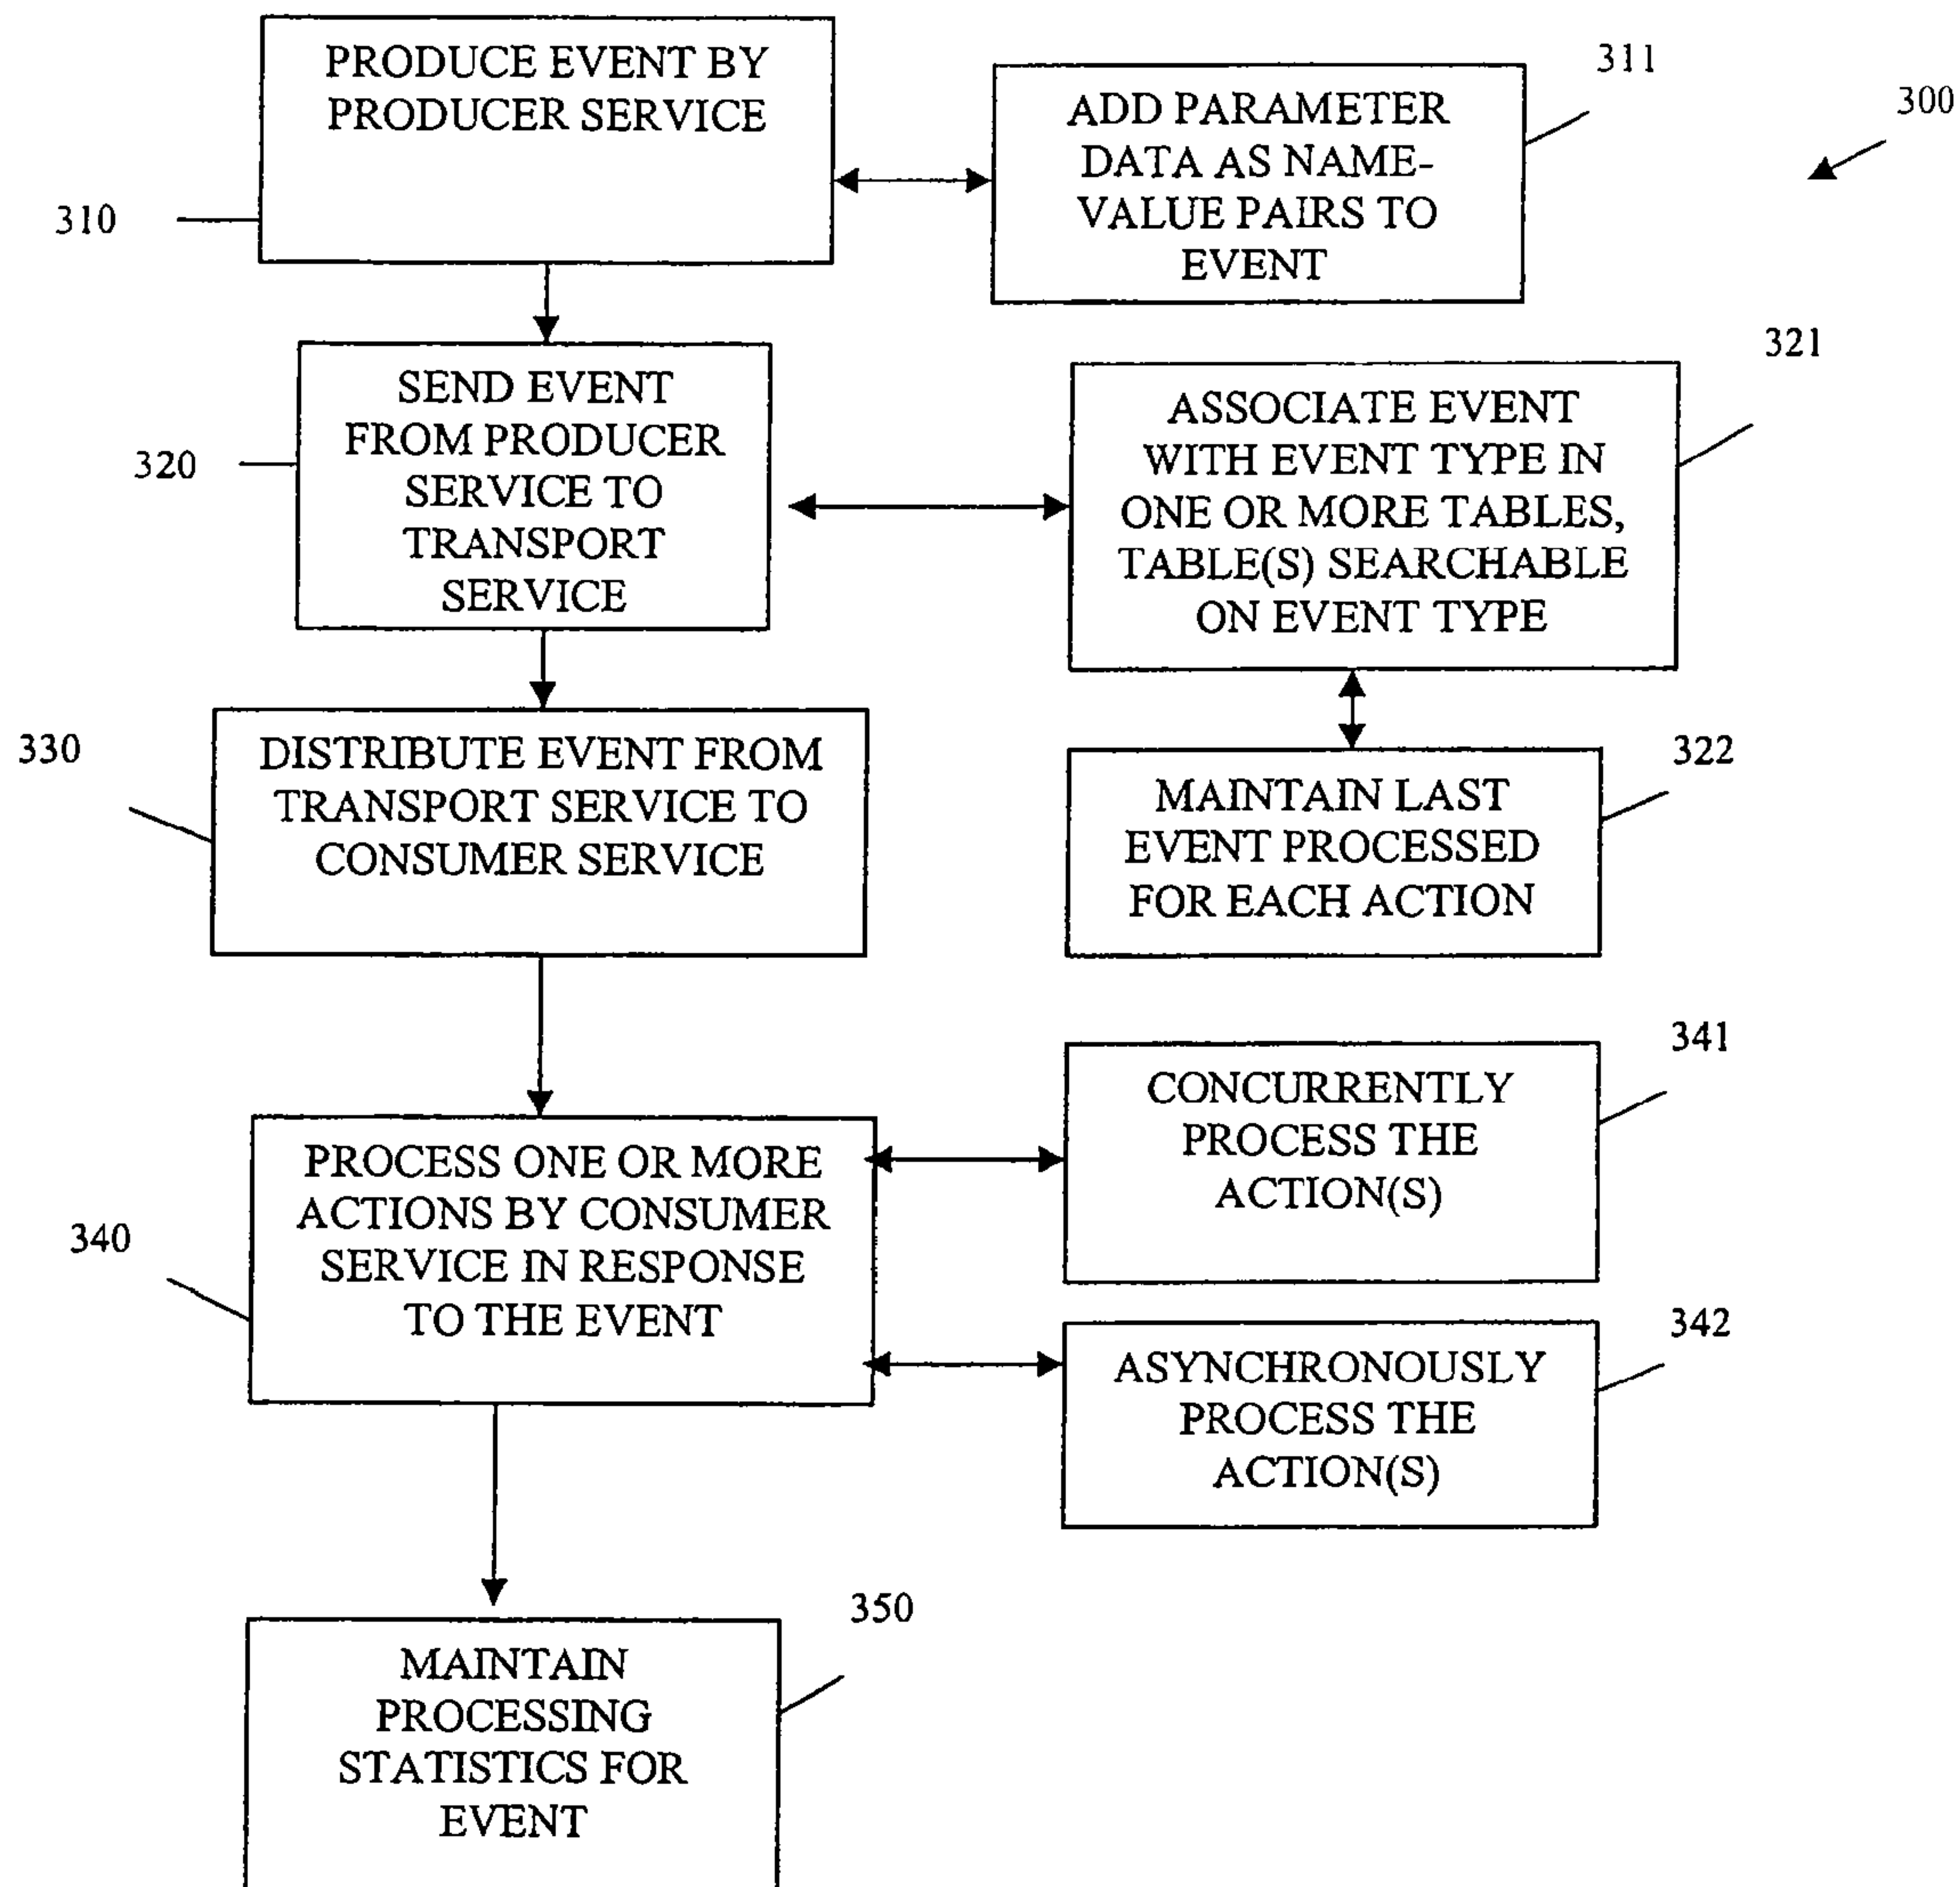 PRODUCE EVENT BY
PRODUCER SERVICE
310
ADD PARAMETER
DATA AS NAME-
VALUE PAIRS TO
EVENT
311
300
SEND EVENT
FROM PRODUCER
SERVICE TO
TRANSPORT
SERVICE
320
ASSOCIATE EVENT
WITH EVENT TYPE IN
ONE OR MORE TABLES,
TABLE(S) SEARCHABLE
ON EVENT TYPE
321
DISTRIBUTE EVENT FROM
TRANSPORT SERVICE TO
CONSUMER SERVICE
330
MAINTAIN LAST
EVENT PROCESSED
FOR EACH ACTION
322
PROCESS ONE OR MORE
ACTIONS BY CONSUMER
SERVICE IN RESPONSE
TO THE EVENT
340
CONCURRENTLY
PROCESS THE
ACTION(S)
341
ASYNCHRONOUSLY
PROCESS THE
ACTION(S)
342
MAINTAIN
PROCESSING
STATISTICS FOR
EVENT
350